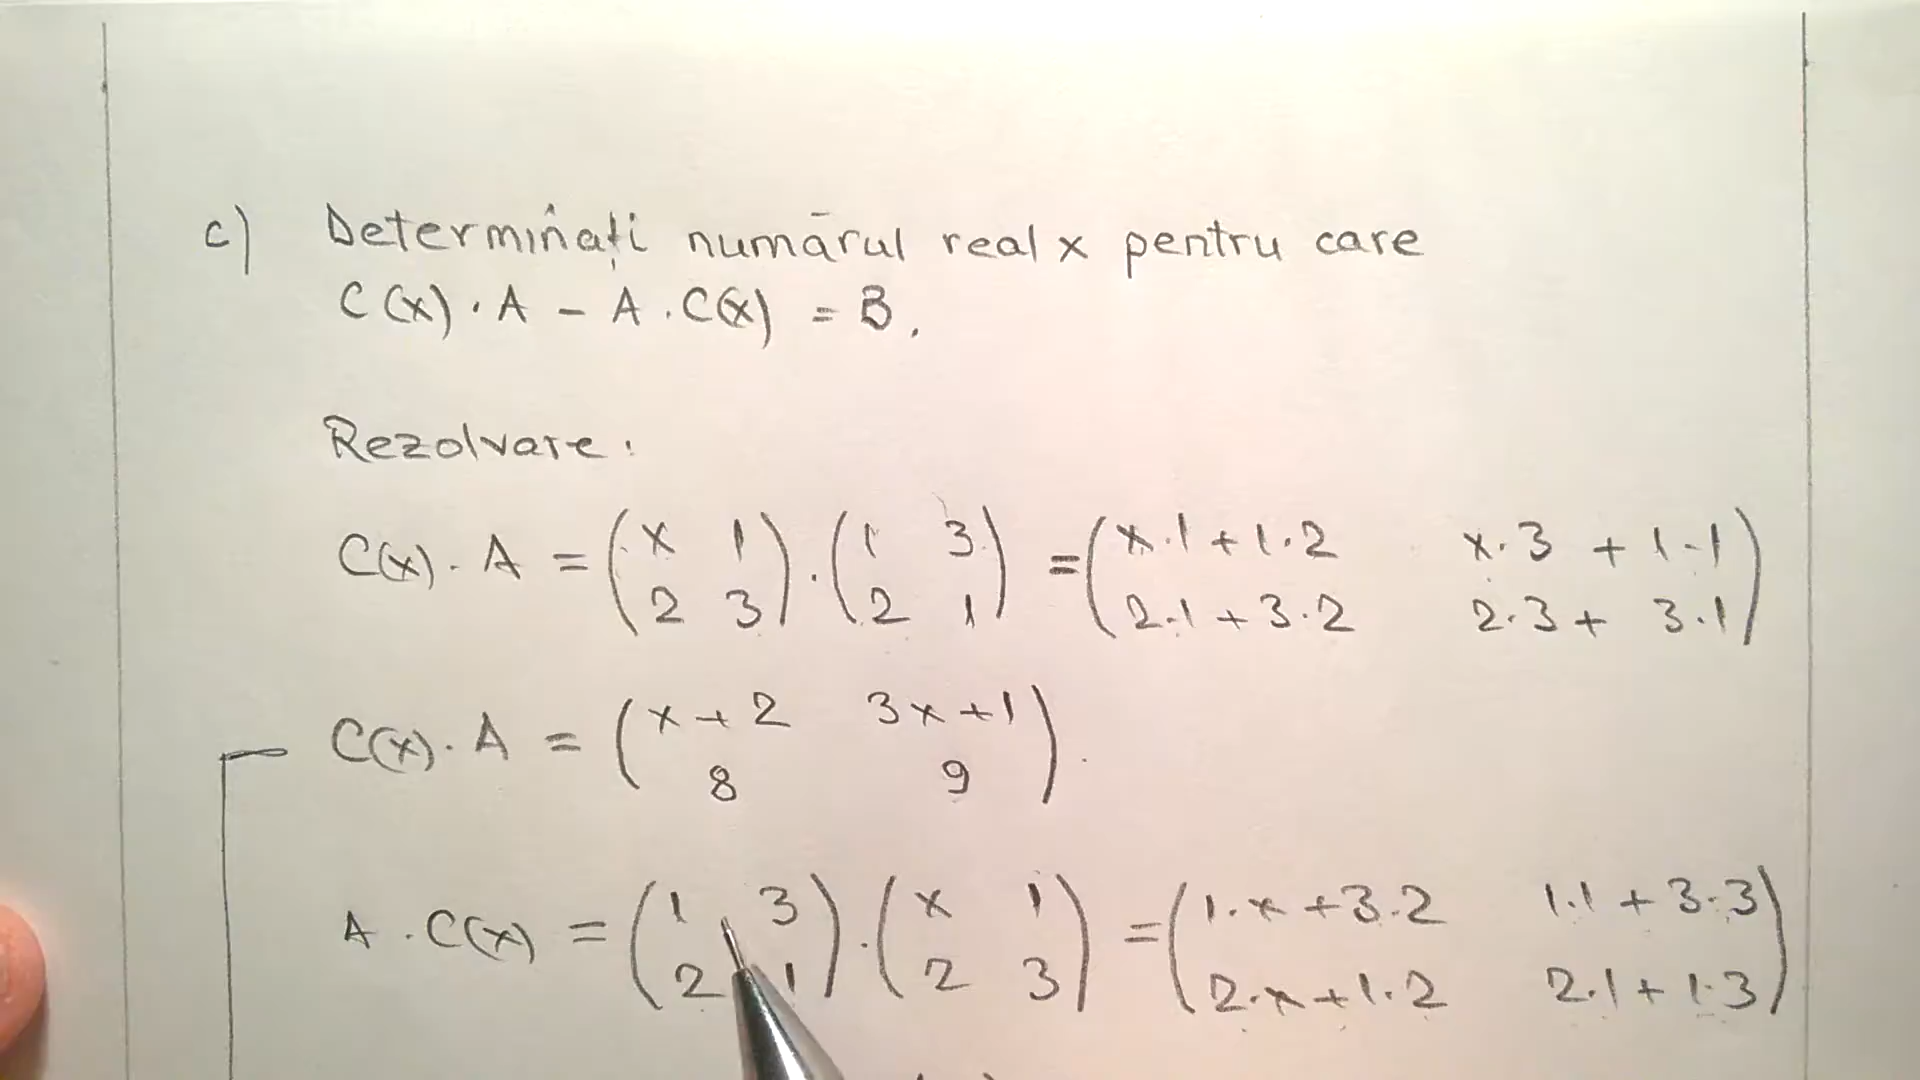 c) Determinați numărul real x pentru care
C(x) · A - A · C(x) = B.
Rezolvare:
C(x) · A = (x 1 2 3) · (1 3 2 1) = (x·1+1·2 x·3+1·1 2·1+3·2 2·3+3·1)
C(x) · A = (x+2 3x+1 8 9).
A · C(x) = (1 3 2 1) · (x 1 2 3) = (1·x+3·2 1·1+3·3 2·x+1·2 2·1+1·3)